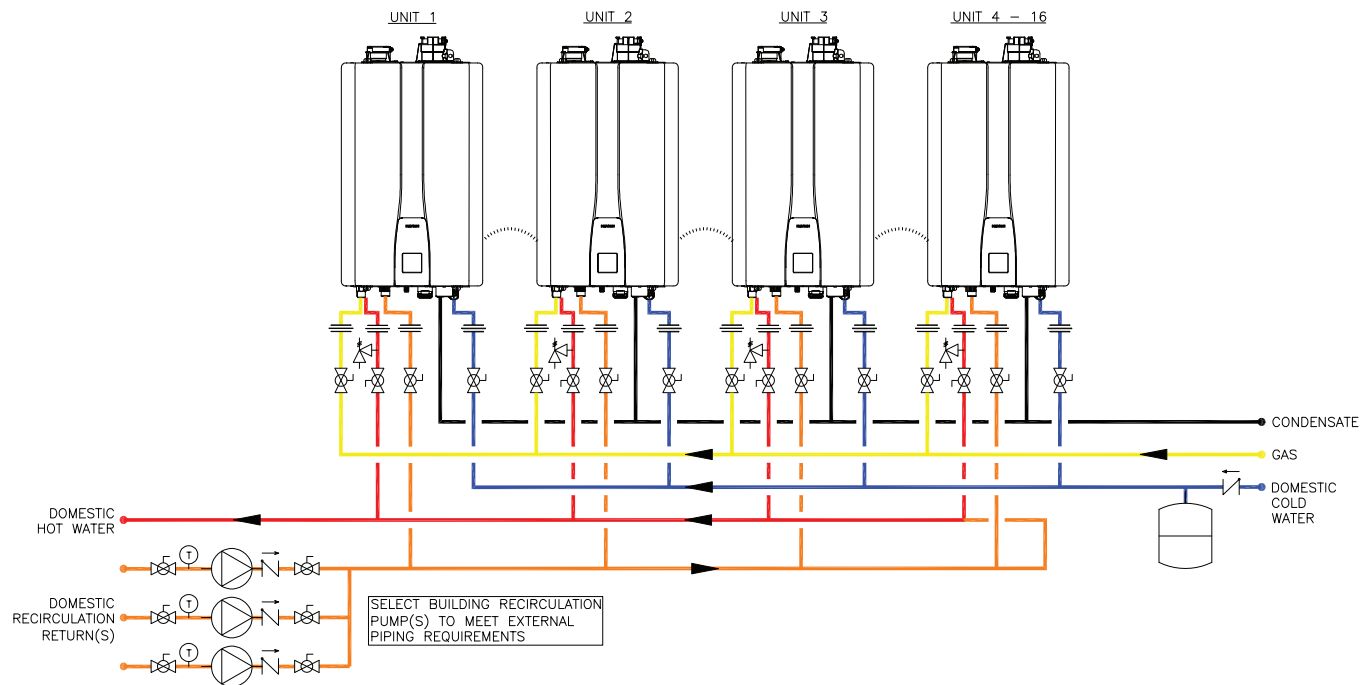 UNIT 1
UNIT 2
UNIT 3
UNIT 4 – 16
CONDENSATE
GAS
DOMESTIC
COLD
WATER
DOMESTIC
HOT WATER
T
T
T
DOMESTIC
RECIRCULATION
RETURN(S)
SELECT BUILDING RECIRCULATION
PUMP(S) TO MEET EXTERNAL
PIPING REQUIREMENTS